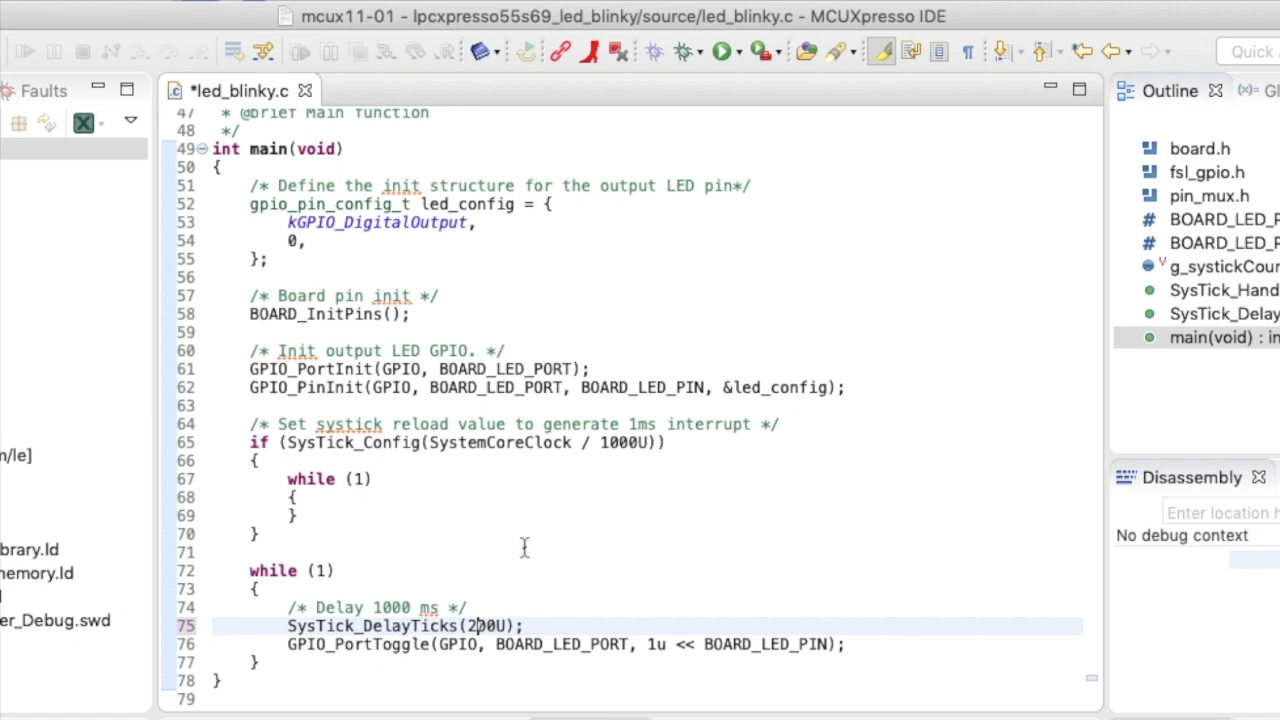 mcux11-01 - lpcxpresso55s69_led_blinky/source/led_blinky.c - MCUXpresso IDE
Quick
Faults
*led_blinky.c
47 * @brief Main function
48 */
49 int main(void)
50 {
51 /* Define the init structure for the output LED pin*/
52 gpio_pin_config_t led_config = {
53 kGPIO_DigitalOutput,
54 0,
55 };
56
57 /* Board pin init */
58 BOARD_InitPins();
59
60 /* Init output LED GPIO. */
61 GPIO_PortInit(GPIO, BOARD_LED_PORT);
62 GPIO_PinInit(GPIO, BOARD_LED_PORT, BOARD_LED_PIN, &led_config);
63
64 /* Set systick reload value to generate 1ms interrupt */
65 if (SysTick_Config(SystemCoreClock / 1000U))
66 {
67 while (1)
68 {
69 }
70 }
71
72 while (1)
73 {
74 /* Delay 1000 ms */
75 SysTick_DelayTicks(200U);
76 GPIO_PortToggle(GPIO, BOARD_LED_PORT, 1u << BOARD_LED_PIN);
77 }
78 }
79
m/le]
brary.ld
nemory.ld
er_Debug.swd
Outline
(x)= Gl
board.h
fsl_gpio.h
pin_mux.h
# BOARD_LED_P
# BOARD_LED_P
g_systickCour
SysTick_Hand
SysTick_Delay
main(void) : in
Disassembly
Enter location h
No debug context